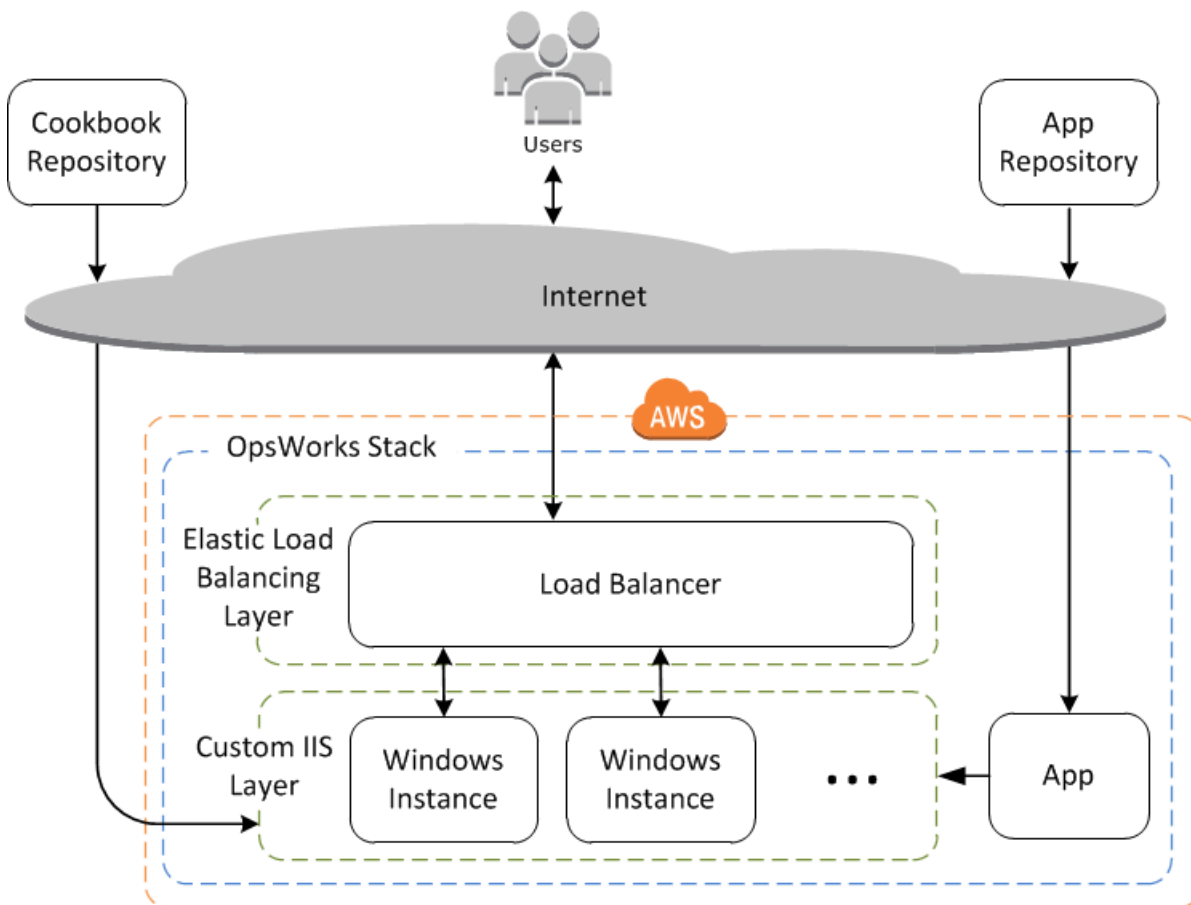 Users
Cookbook
Repository
App
Repository
Internet
AWS
OpsWorks Stack
Elastic Load
Balancing
Layer
Load Balancer
Custom IIS
Layer
Windows
Instance
Windows
Instance
...
App